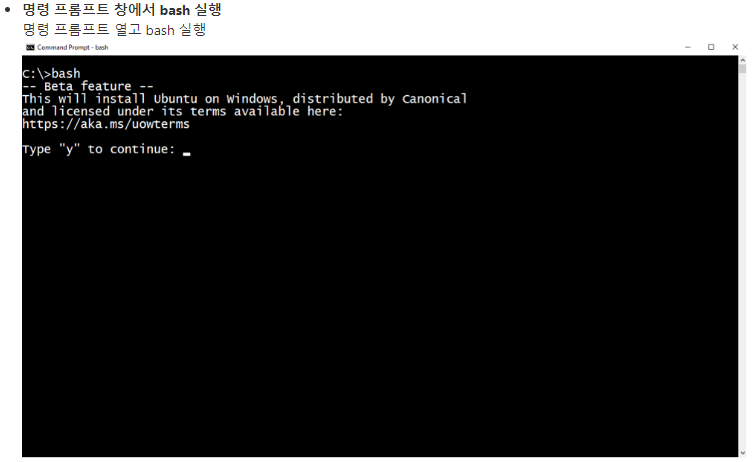 명령 프롬프트 창에서 bash 실행
명령 프롬프트 열고 bash 실행
Command Prompt - bash
C:\>bash
-- Beta feature --
This will install Ubuntu on Windows, distributed by Canonical
and licensed under its terms available here:
https://aka.ms/uowterms
Type "y" to continue: _